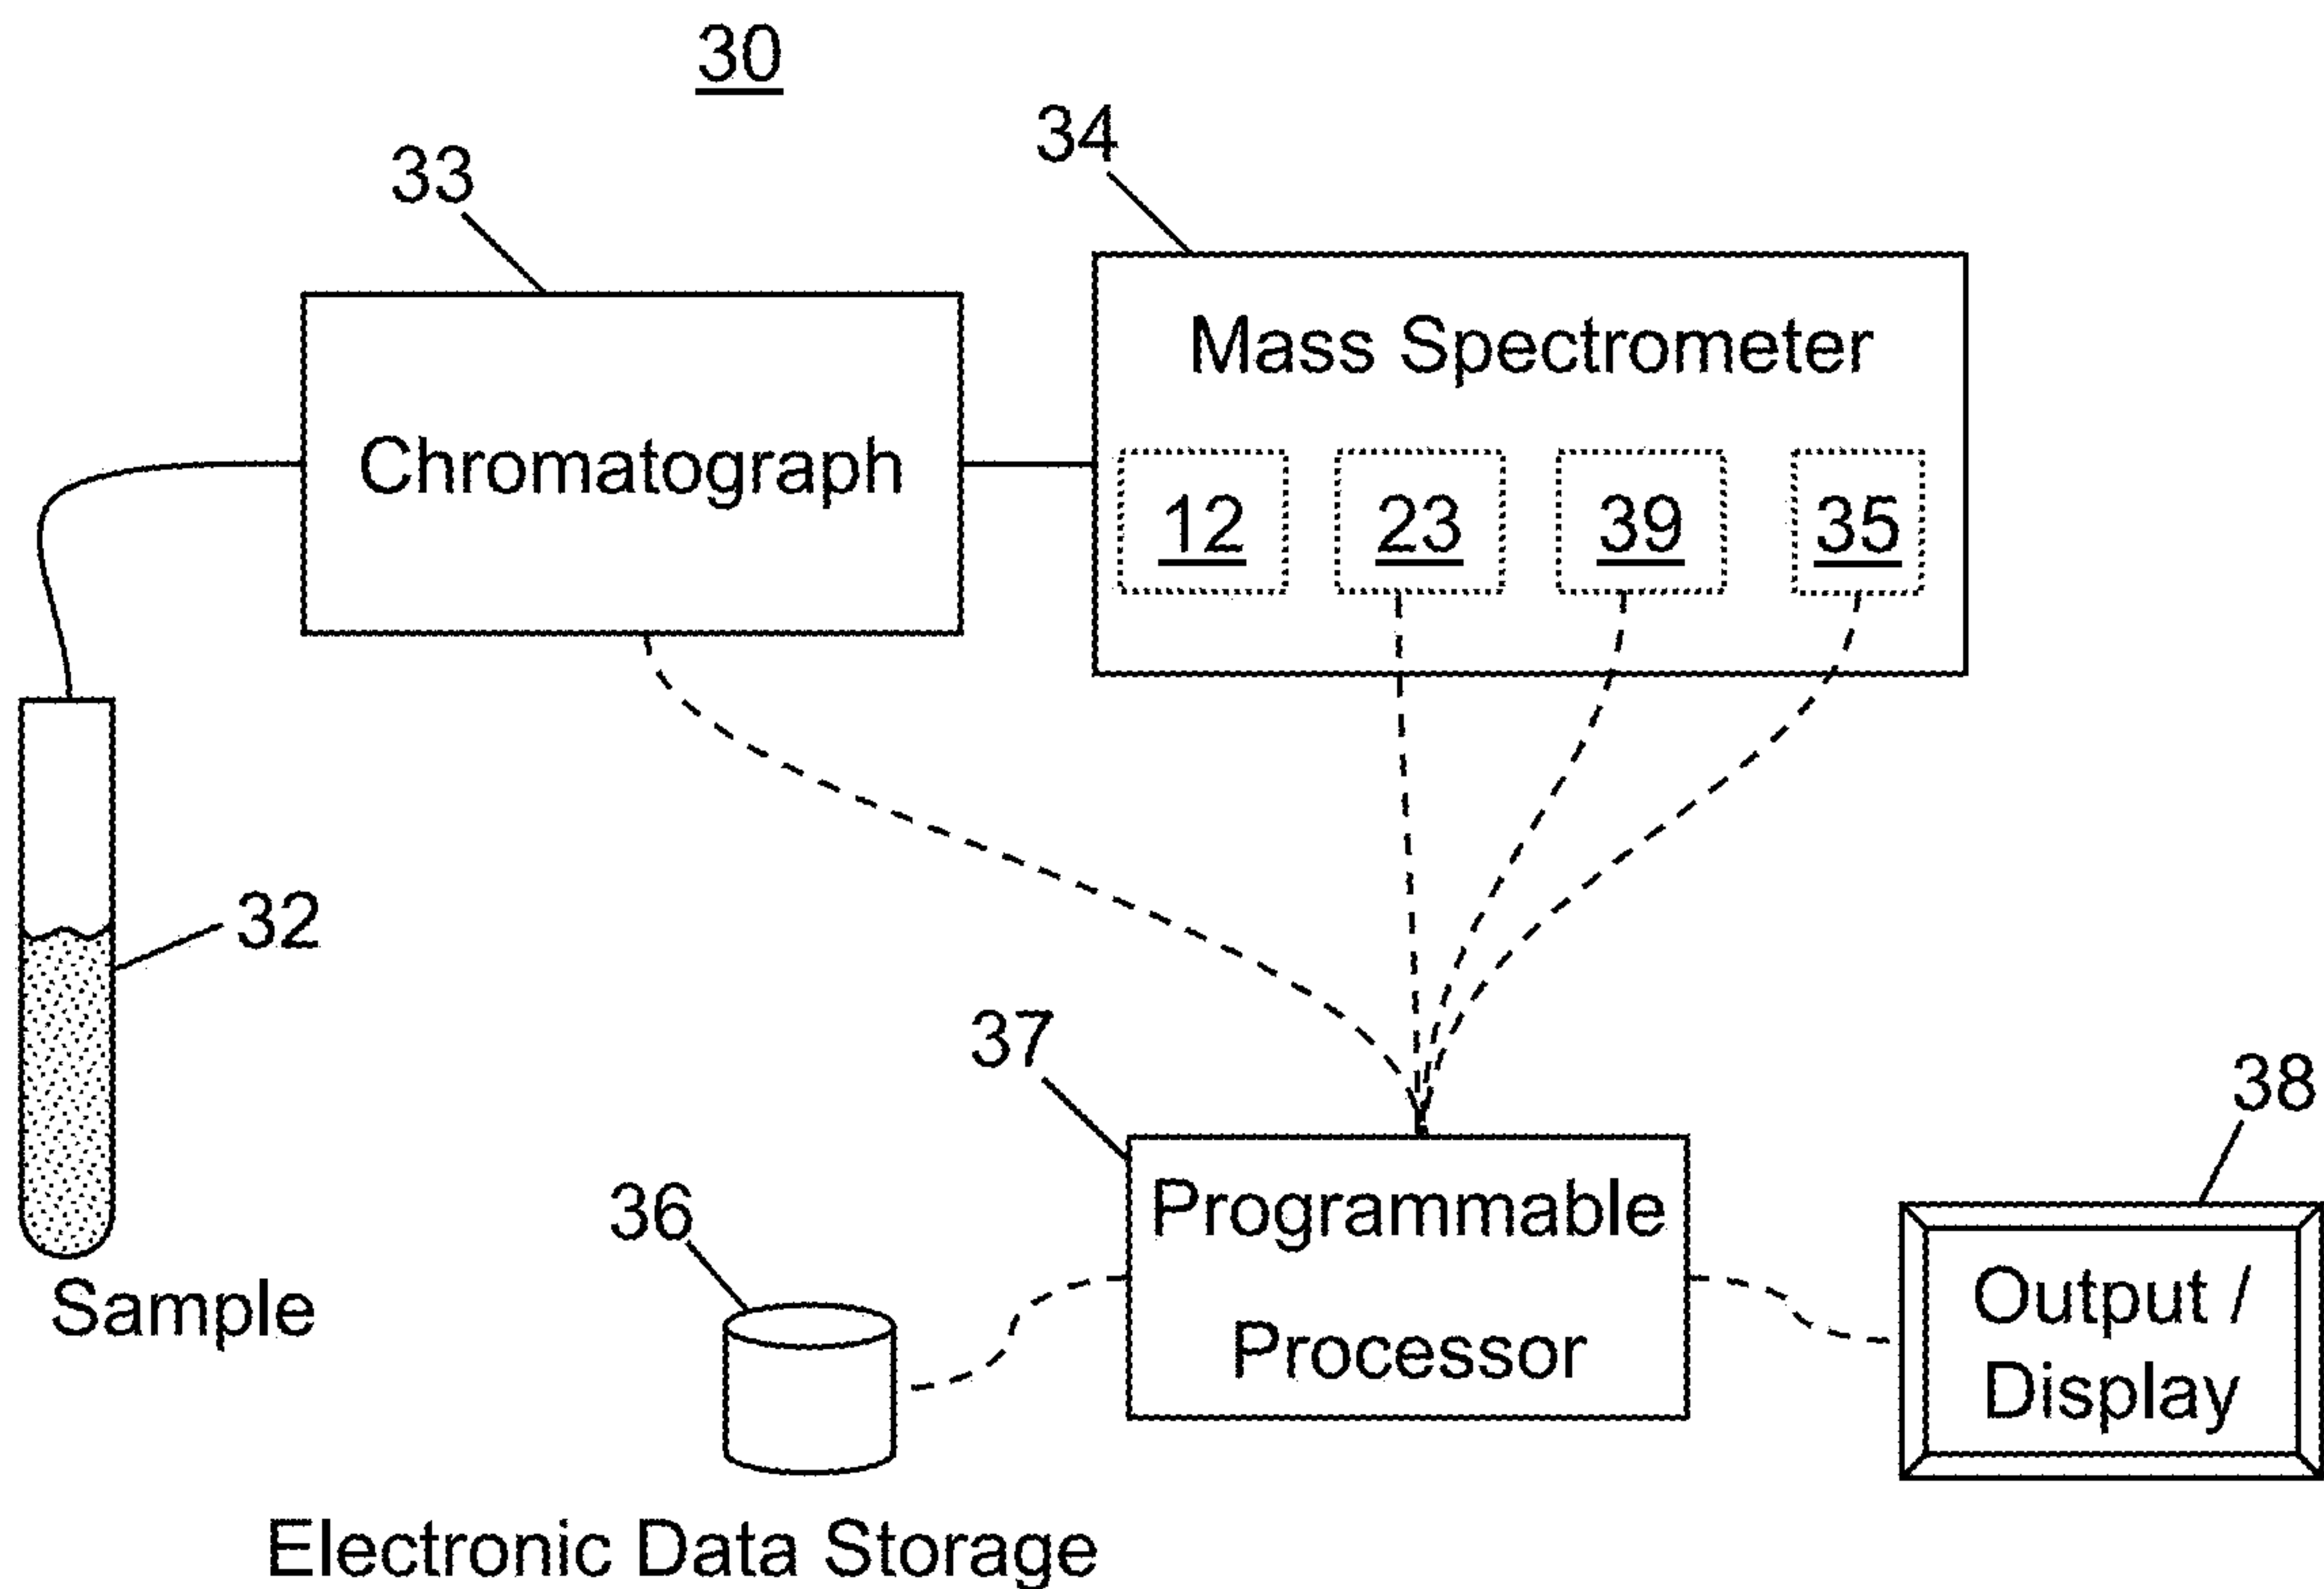 30
33
34
Chromatograph
Mass Spectrometer
12
23
39
35
32
Sample
36
Electronic Data Storage
37
Programmable
Processor
38
Output /
Display